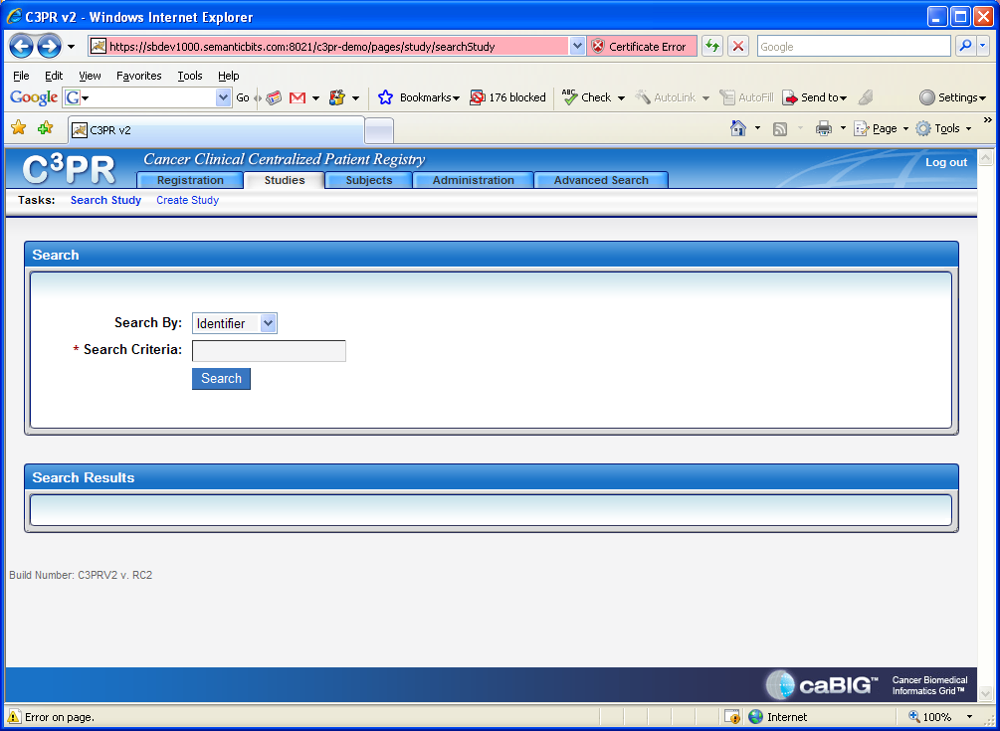 C3PR v2 - Windows Internet Explorer
https://sbdev1000.semanticbits.com:8021/c3pr-demo/pages/study/searchStudy Certificate Error Google
File Edit View Favorites Tools Help
Google G Go Bookmarks 176 blocked ABC Check AutoLink AutoFill Send to Settings
C3PR v2 Page Tools »
C3PR Cancer Clinical Centralized Patient Registry Log out
Registration Studies Subjects Administration Advanced Search
Tasks: Search Study Create Study
Search
Search By: Identifier
* Search Criteria:
Search
Search Results
Build Number: C3PRV2 v. RC2
caBIG™ Cancer Biomedical
Informatics Grid™
Error on page. Internet 100%